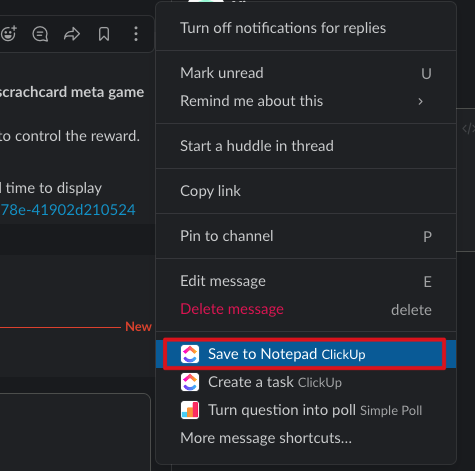 Turn off notifications for replies
scrachcard meta game
Mark unread U
Remind me about this
to control the reward.
Start a huddle in thread
time to display
Copy link
78e-41902d210524
Pin to channel P
Edit message E
Delete message delete
New
Save to Notepad ClickUp
Create a task ClickUp
Turn question into poll Simple Poll
More message shortcuts...